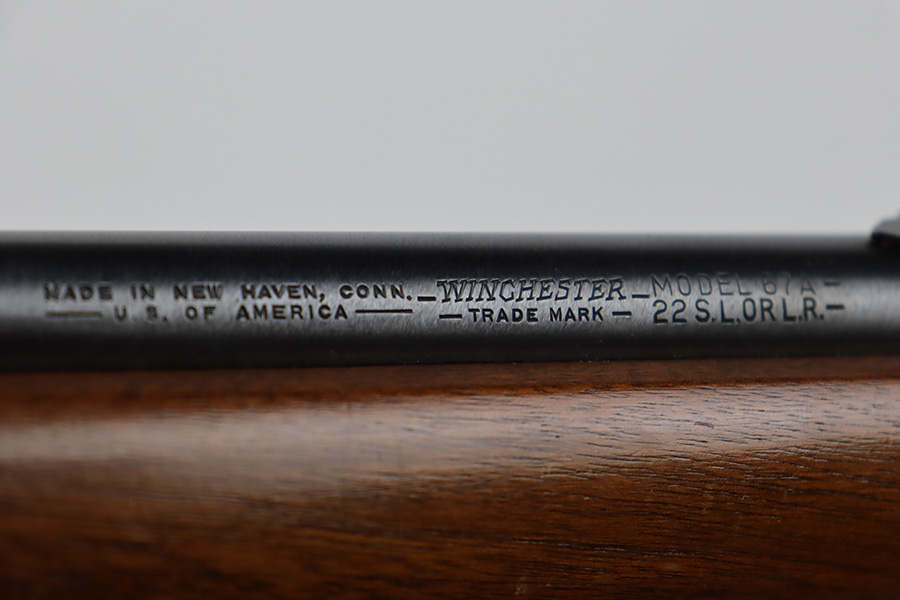 MADE IN NEW HAVEN, CONN.
— U.S. OF AMERICA —
-WINCHESTER-
-TRADE MARK-
MODEL 67A-
22 S.L.OR L.R.-